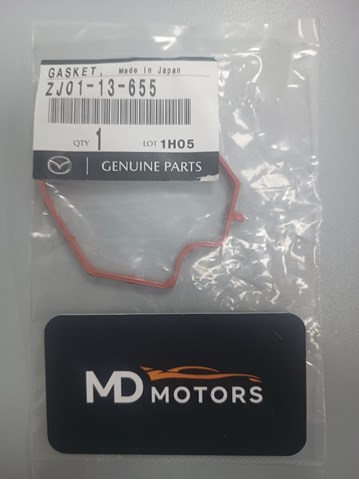 GASKET, Made in Japan
ZJ01-13-655
QTY 1 LOT 1H05
GENUINE PARTS
MD MOTORS